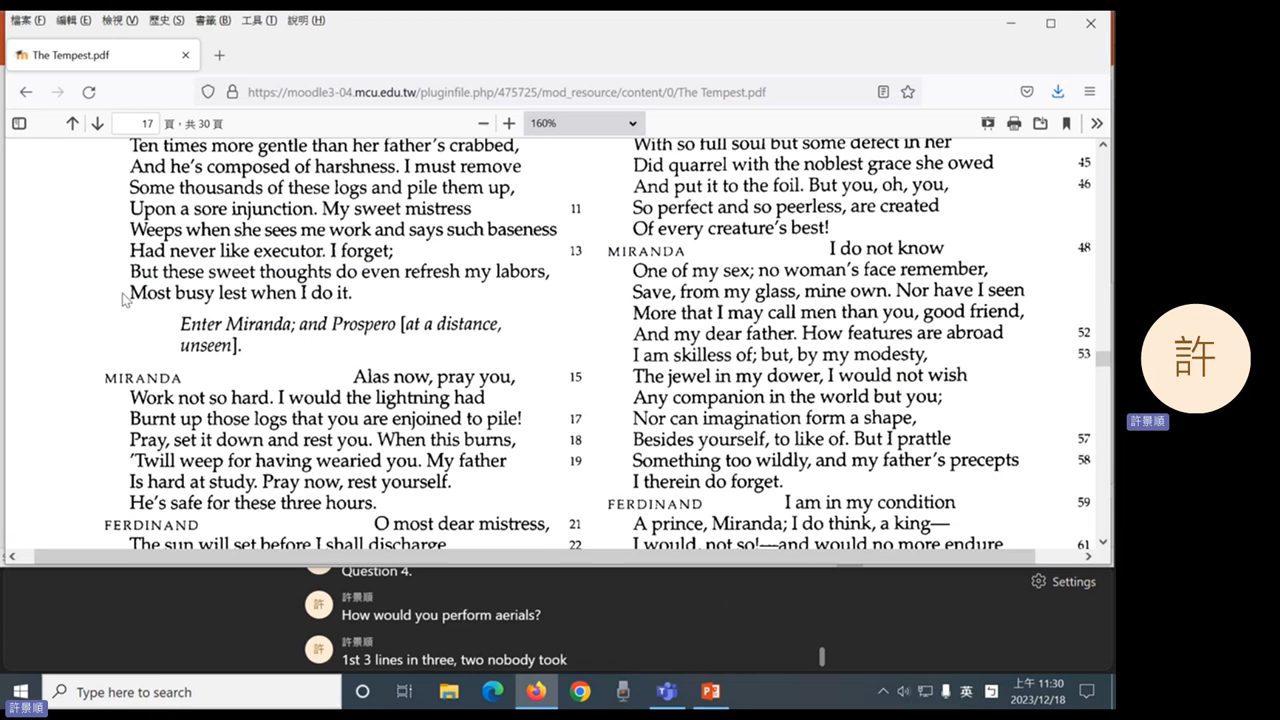 檔案(F) 編輯(E) 檢視(V) 歷史(S) 書籤(B) 工具(T) 說明(H)
The Tempest.pdf
https://moodle3-04.mcu.edu.tw/pluginfile.php/475725/mod_resource/content/0/The Tempest.pdf
17 頁,共 30 頁
160%
Ten times more gentle than her father's crabbed,
And he's composed of harshness. I must remove
Some thousands of these logs and pile them up,
Upon a sore injunction. My sweet mistress 11
Weeps when she sees me work and says such baseness
Had never like executor. I forget; 13
But these sweet thoughts do even refresh my labors,
Most busy lest when I do it.
Enter Miranda; and Prospero [at a distance,
unseen].
MIRANDA Alas now, pray you, 15
Work not so hard. I would the lightning had
Burnt up those logs that you are enjoined to pile! 17
Pray, set it down and rest you. When this burns, 18
'Twill weep for having wearied you. My father 19
Is hard at study. Pray now, rest yourself.
He's safe for these three hours.
FERDINAND O most dear mistress, 21
The sun will set before I shall discharge 22
With so full soul but some defect in her
Did quarrel with the noblest grace she owed 45
And put it to the foil. But you, oh, you, 46
So perfect and so peerless, are created
Of every creature's best!
MIRANDA I do not know 48
One of my sex; no woman's face remember,
Save, from my glass, mine own. Nor have I seen
More that I may call men than you, good friend,
And my dear father. How features are abroad 52
I am skilless of; but, by my modesty, 53
The jewel in my dower, I would not wish
Any companion in the world but you;
Nor can imagination form a shape,
Besides yourself, to like of. But I prattle 57
Something too wildly, and my father's precepts 58
I therein do forget.
FERDINAND I am in my condition 59
A prince, Miranda; I do think, a king—
I would, not so!—and would no more endure 61
許
許景順
Question 4.
Settings
許 許景順
How would you perform aerials?
許 許景順
1st 3 lines in three, two nobody took
Type here to search
英
上午 11:30
2023/12/18
許景順